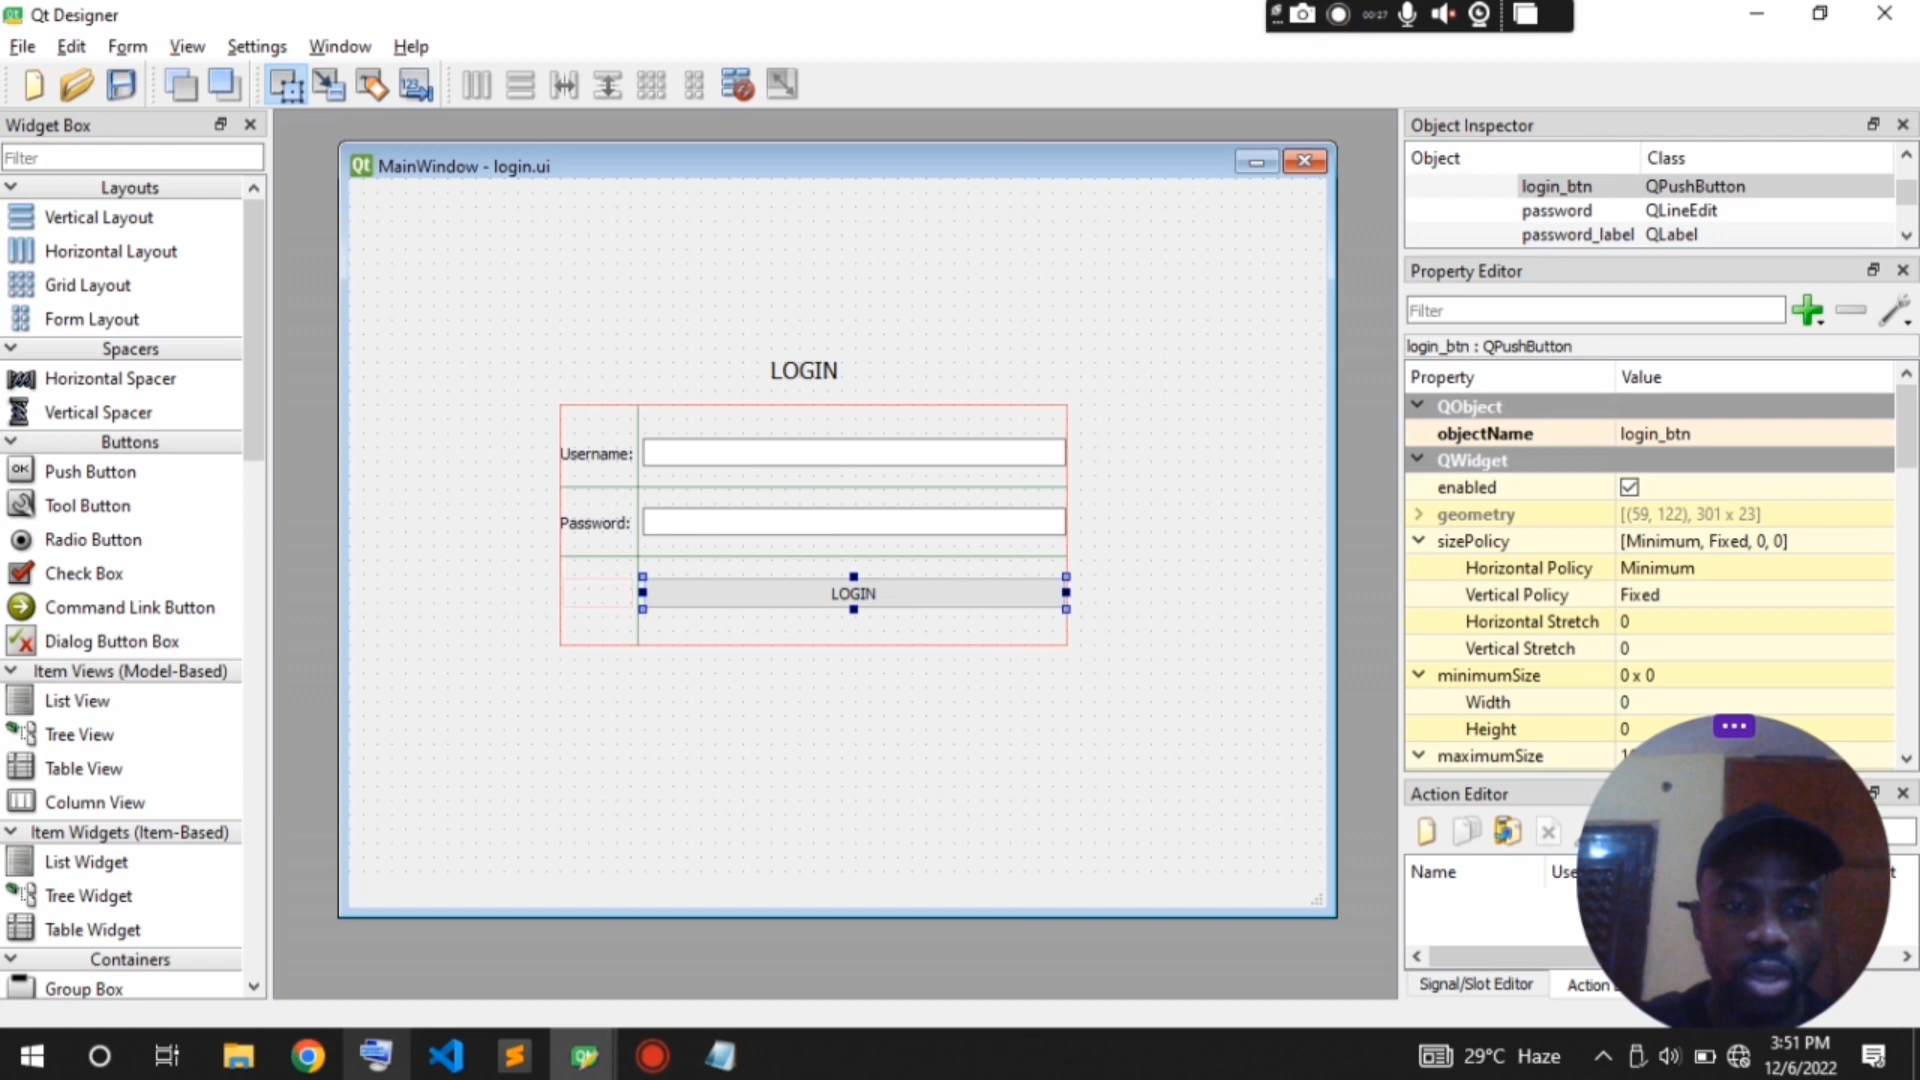 Qt Designer
00:27
File Edit Form View Settings Window Help
Widget Box
Filter
Layouts
Vertical Layout
Horizontal Layout
Grid Layout
Form Layout
Spacers
Horizontal Spacer
Vertical Spacer
Buttons
OK Push Button
Tool Button
Radio Button
Check Box
Command Link Button
Dialog Button Box
Item Views (Model-Based)
List View
Tree View
Table View
Column View
Item Widgets (Item-Based)
List Widget
Tree Widget
Table Widget
Containers
Group Box
Qt MainWindow - login.ui
LOGIN
Username:
Password:
LOGIN
Object Inspector
Object Class
login_btn QPushButton
password QLineEdit
password_label QLabel
Property Editor
Filter
login_btn : QPushButton
Property Value
QObject
objectName login_btn
QWidget
enabled
geometry [(59, 122), 301 x 23]
sizePolicy [Minimum, Fixed, 0, 0]
Horizontal Policy Minimum
Vertical Policy Fixed
Horizontal Stretch 0
Vertical Stretch 0
minimumSize 0 x 0
Width 0
Height 0
maximumSize
Action Editor
Name
Signal/Slot Editor Action
29°C Haze
3:51 PM
12/6/2022